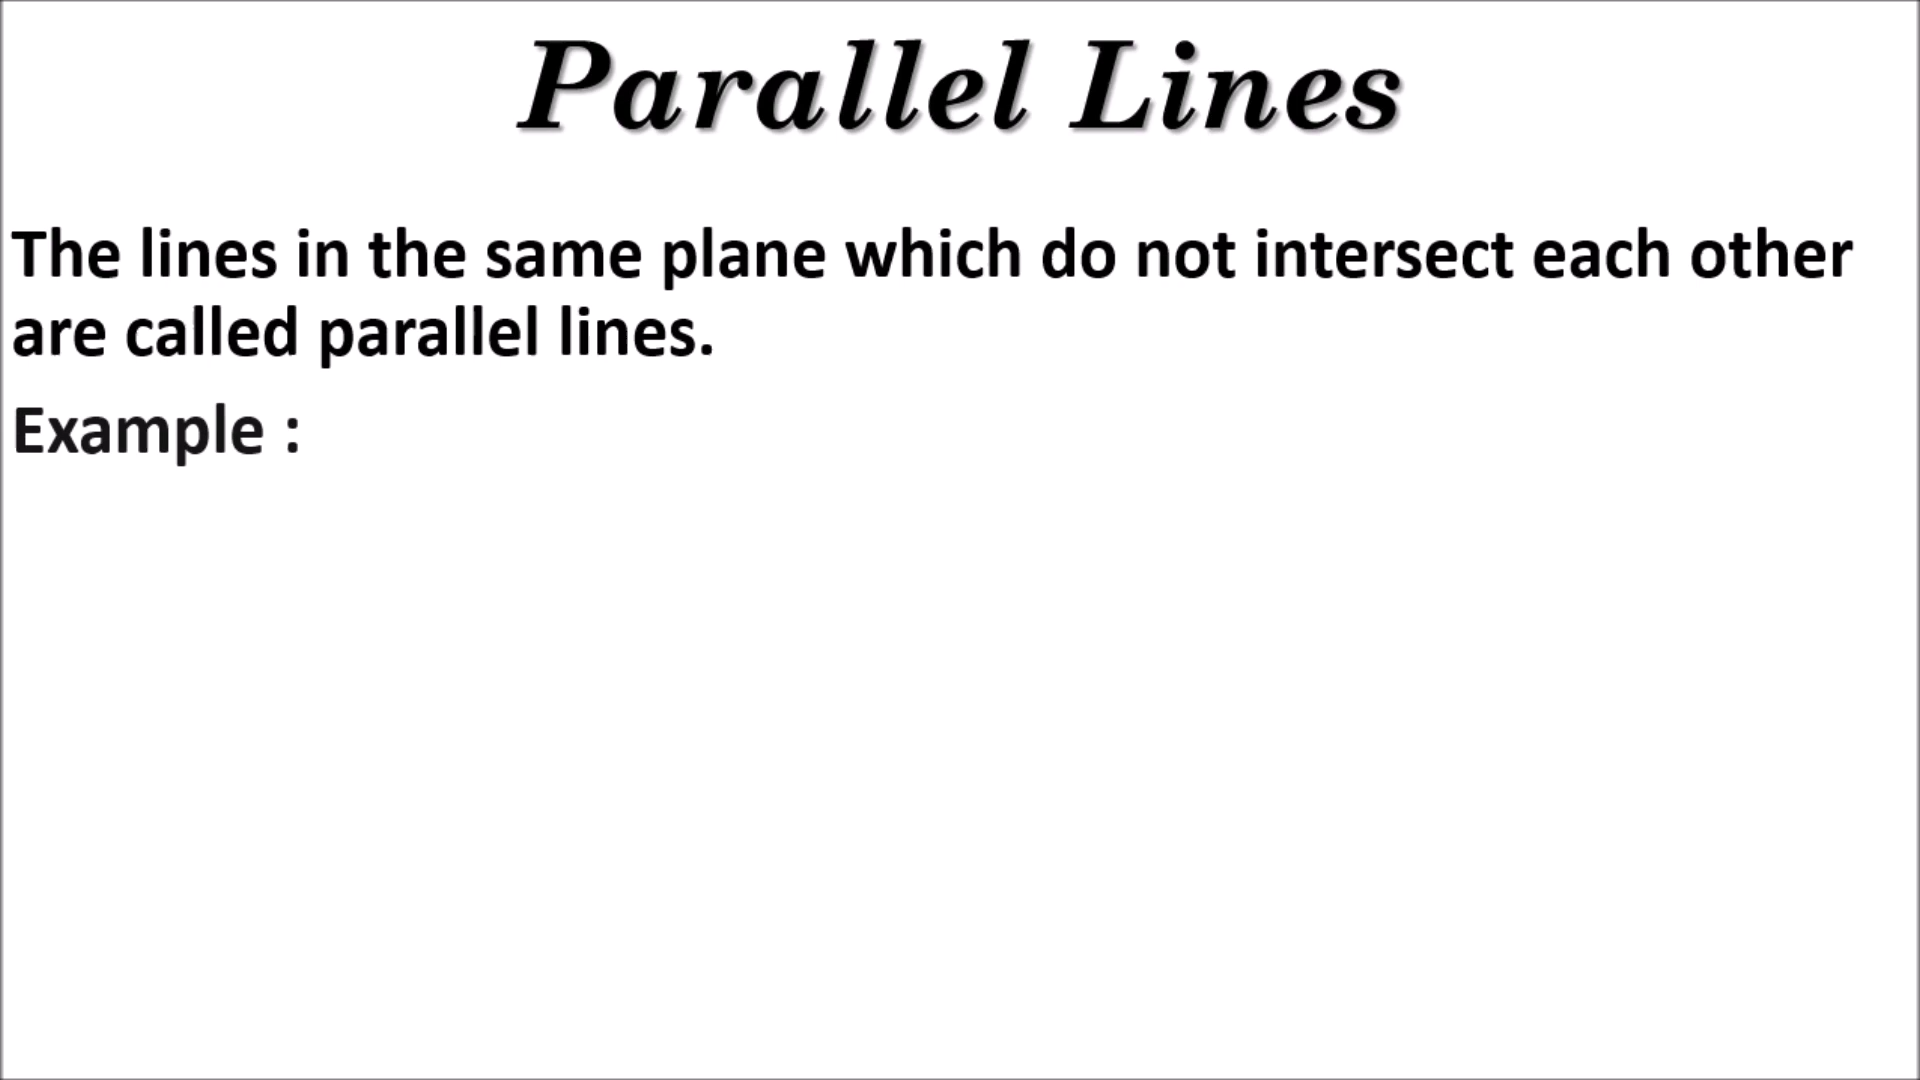 Parallel Lines
The lines in the same plane which do not intersect each other
are called parallel lines.
Example :